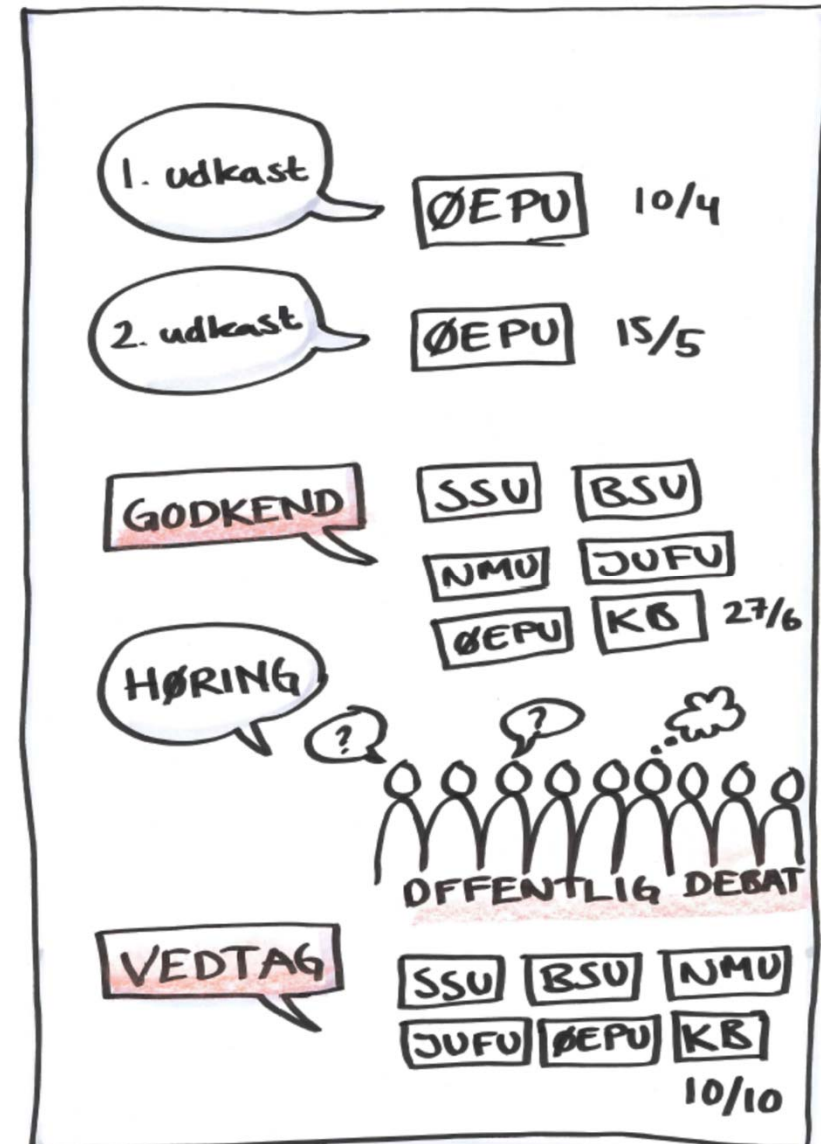 1. udkast
ØEPU 10/4
2. udkast
ØEPU 15/5
GODKEND
SSU BSU
NMU JUFU
ØEPU KB 27/6
HØRING
? ?
OFFENTLIG DEBAT
VEDTAG
SSU BSU NMU
JUFU ØEPU KB
10/10